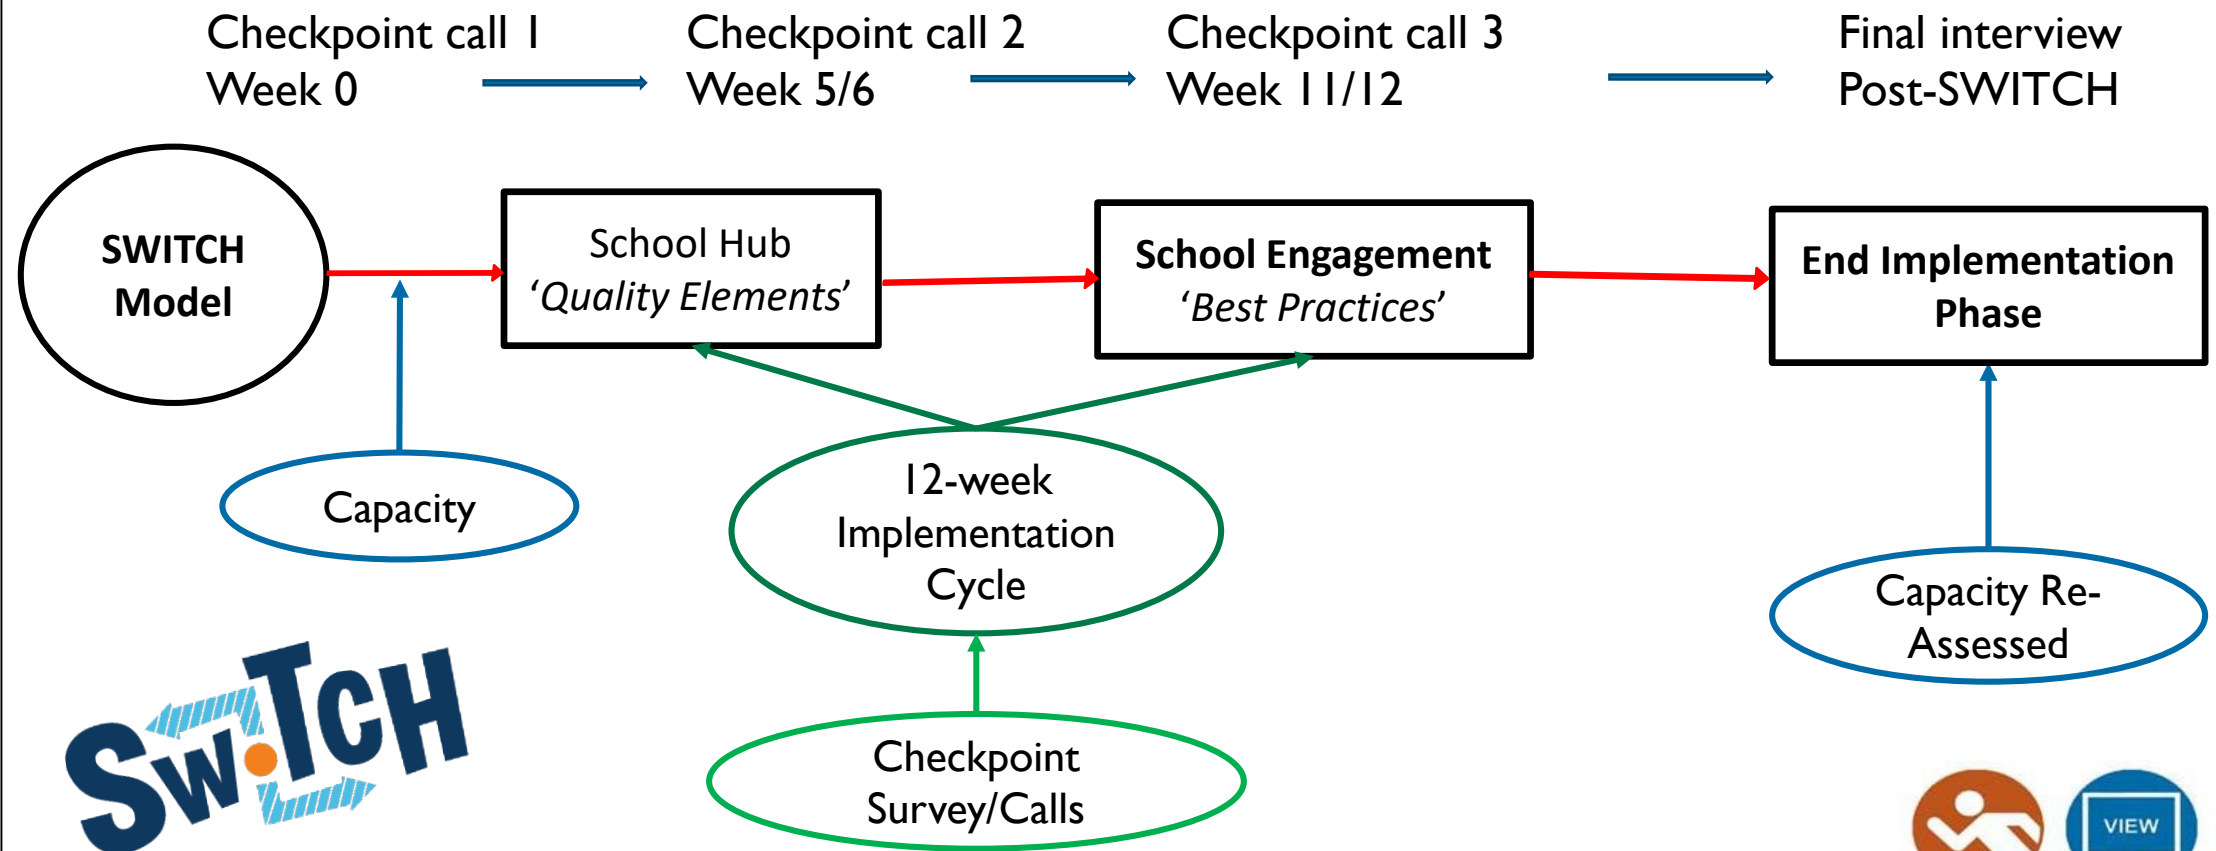 Checkpoint call 1
Week 0
Checkpoint call 2
Week 5/6
Checkpoint call 3
Week 11/12
Final interview
Post-SWITCH
SWITCH
Model
School Hub
‘Quality Elements’
School Engagement
‘Best Practices’
End Implementation
Phase
Capacity
12-week
Implementation
Cycle
Capacity Re-
Assessed
Checkpoint
Survey/Calls
SWiTCH
VIEW